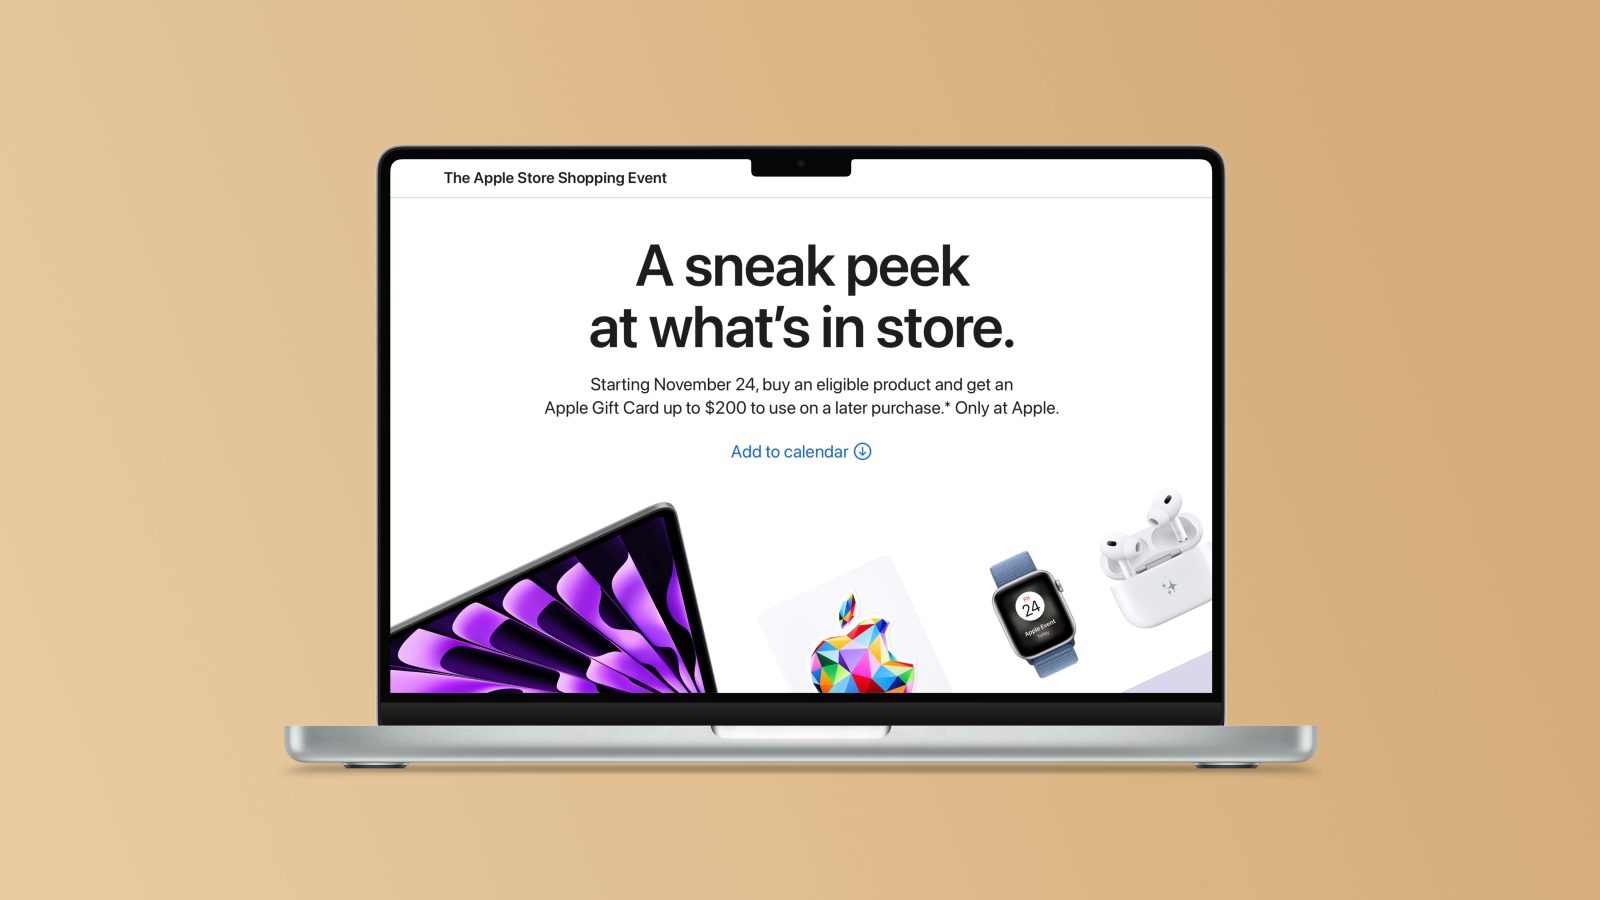 The Apple Store Shopping Event
A sneak peek
at what’s in store.
Starting November 24, buy an eligible product and get an
Apple Gift Card up to $200 to use on a later purchase.* Only at Apple.
Add to calendar
Fri
24
Apple Event
Today